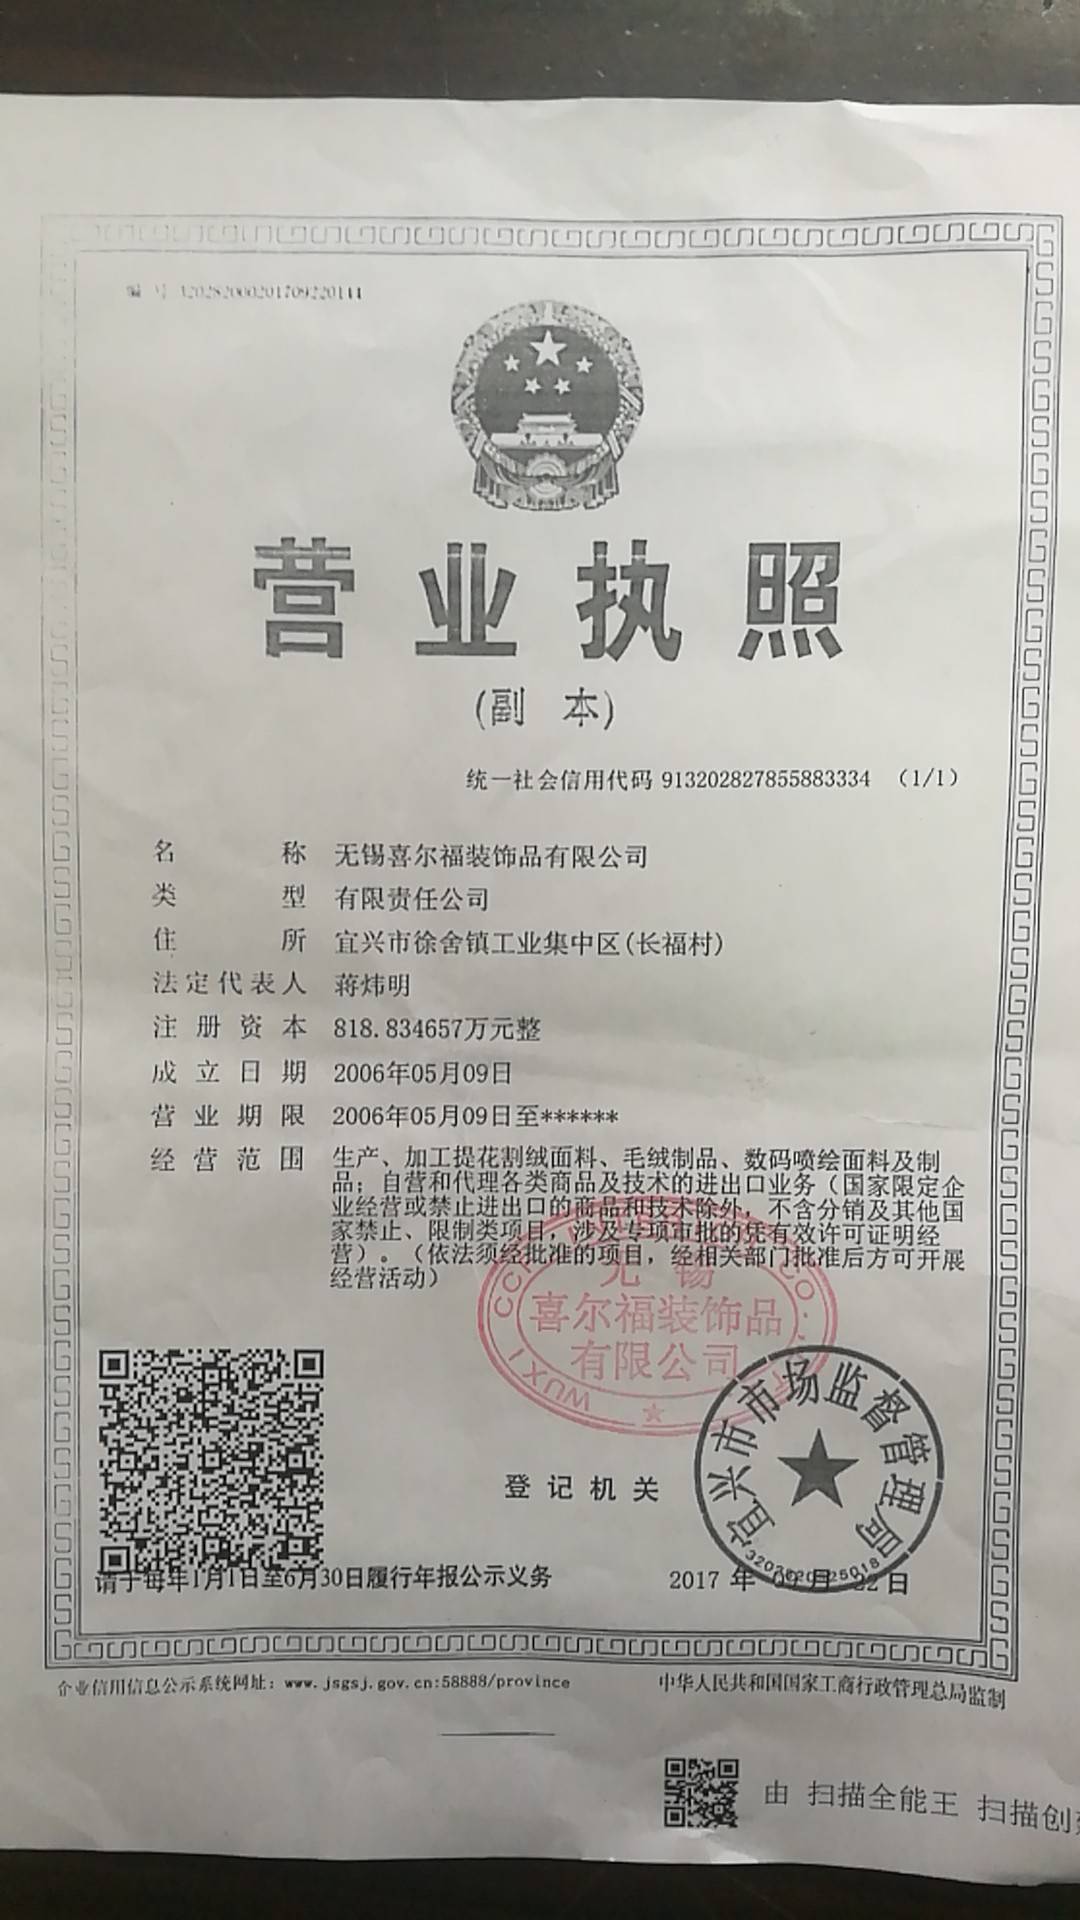 编号 320282000201709220144
营业执照
(副 本)
统一社会信用代码 913202827855883334 （1/1）
名称 无锡喜尔福装饰品有限公司
类型 有限责任公司
住所 宜兴市徐舍镇工业集中区(长福村)
法定代表人 蒋炜明
注册资本 818.834657万元整
成立日期 2006年05月09日
营业期限 2006年05月09日至******
经营范围 生产、加工提花割绒面料、毛绒制品、数码喷绘面料及制
品；自营和代理各类商品及技术的进出口业务（国家限定企
业经营或禁止进出口的商品和技术除外，不含分销及其他国
家禁止、限制类项目，涉及专项审批的凭有效许可证明经
营）。（依法须经批准的项目，经相关部门批准后方可开展
经营活动）
无锡
喜尔福装饰品
有限公司
WUXI
宜兴市市场监督管理局
登记机关
请于每年1月1日至6月30日履行年报公示义务
2017 年 月 22 日
企业信用信息公示系统网址：www.jsgsj.gov.cn:58888/province
中华人民共和国国家工商行政管理总局监制
由 扫描全能王 扫描创